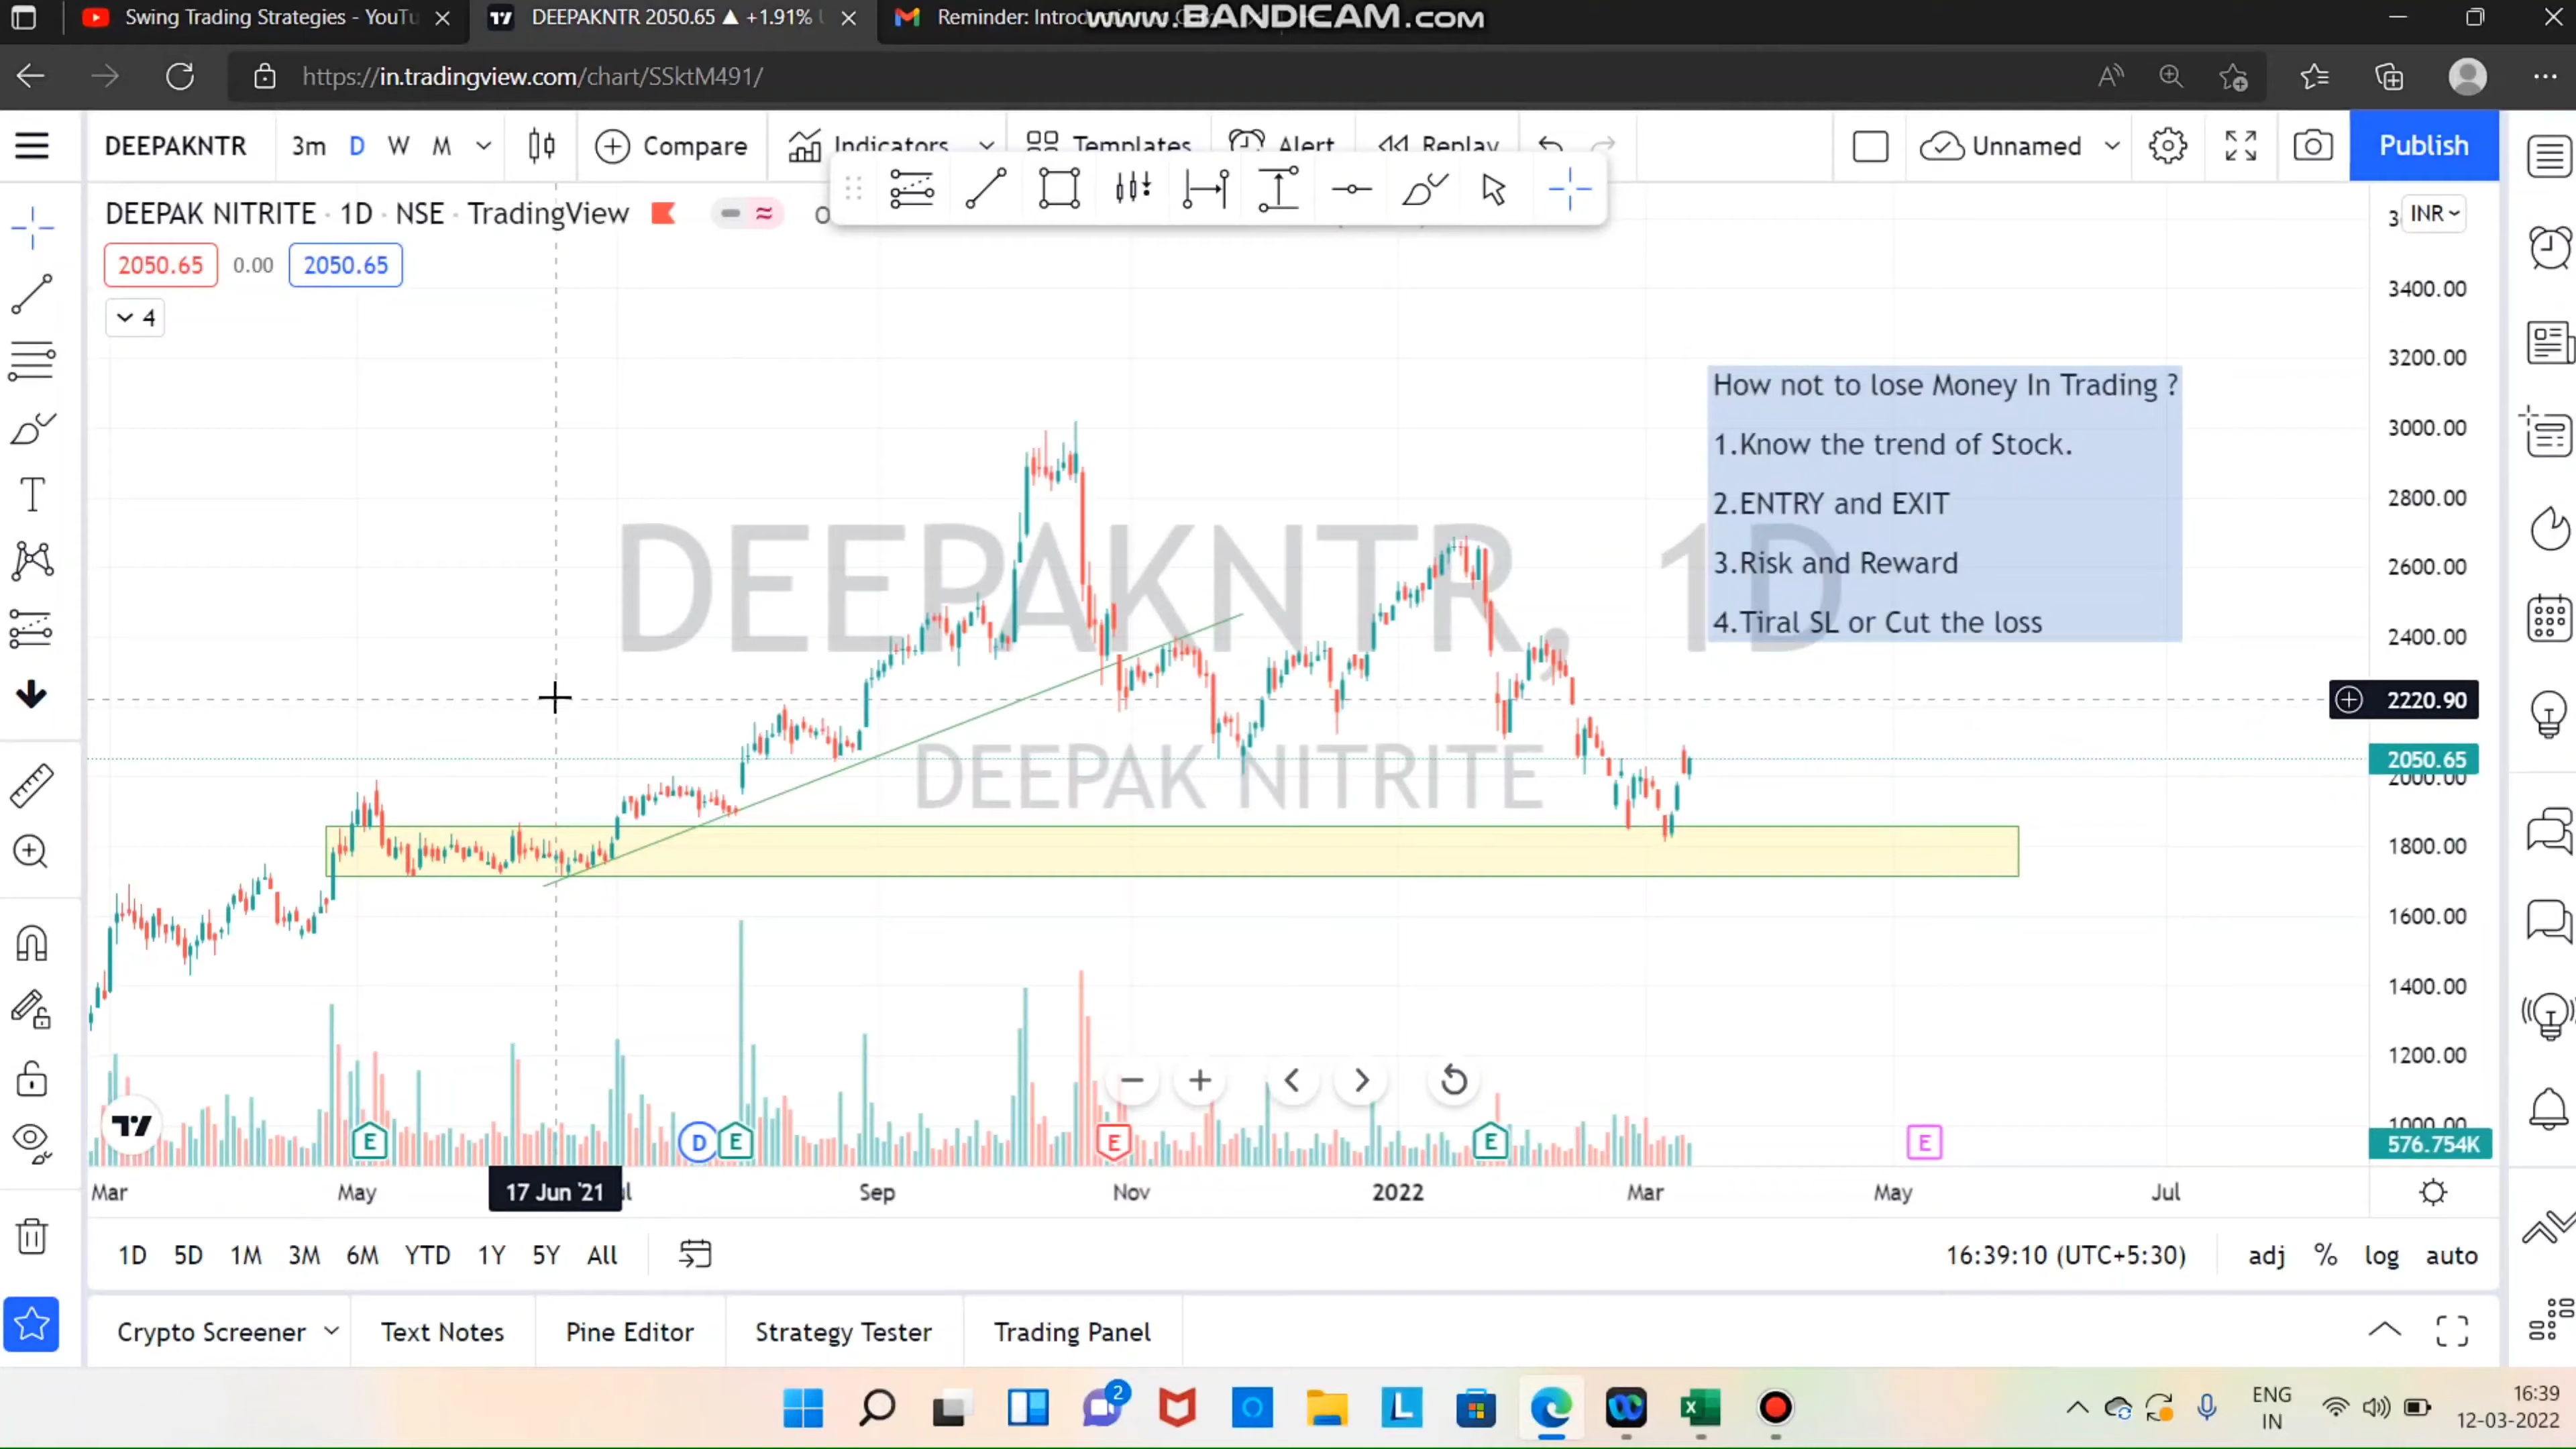 Swing Trading Strategies - YouTu
DEEPAKNTR 2050.65 ▲ +1.91%
Reminder: Introd
www.BANDICAM.com
https://in.tradingview.com/chart/SSktM491/
DEEPAKNTR
3m D W M
Compare
Indicators
Templates
Alert
Replay
Unnamed
Publish
DEEPAK NITRITE · 1D · NSE · TradingView
INR
2050.65 0.00 2050.65
4
3400.00
3200.00
3000.00
2800.00
2600.00
2400.00
2220.90
2050.65
2000.00
1800.00
1600.00
1400.00
1200.00
1000.00
576.754K
How not to lose Money In Trading ?
1.Know the trend of Stock.
2.ENTRY and EXIT
3.Risk and Reward
4.Tiral SL or Cut the loss
DEEPAKNTR, 1D
DEEPAK NITRITE
E D E E E E
Mar May 17 Jun '21 Sep Nov 2022 Mar May Jul
1D 5D 1M 3M 6M YTD 1Y 5Y All
16:39:10 (UTC+5:30) adj % log auto
Crypto Screener Text Notes Pine Editor Strategy Tester Trading Panel
2
ENG
IN
16:39
12-03-2022